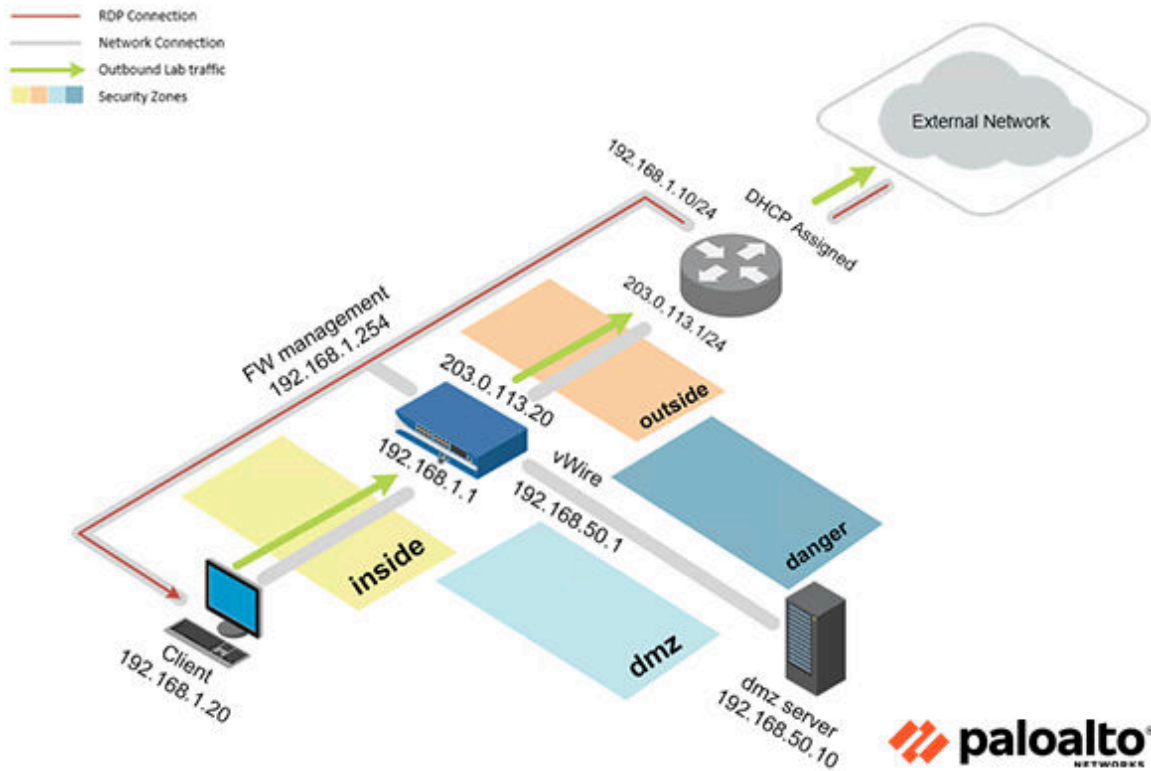 RDP Connection
Network Connection
Outbound Lab traffic
Security Zones
External Network
192.168.1.10/24
DHCP Assigned
203.0.113.1/24
FW management
192.168.1.254
203.0.113.20
outside
192.168.1.1
vWire
192.168.50.1
danger
inside
dmz
Client
192.168.1.20
dmz server
192.168.50.10
paloalto®
NETWORKS